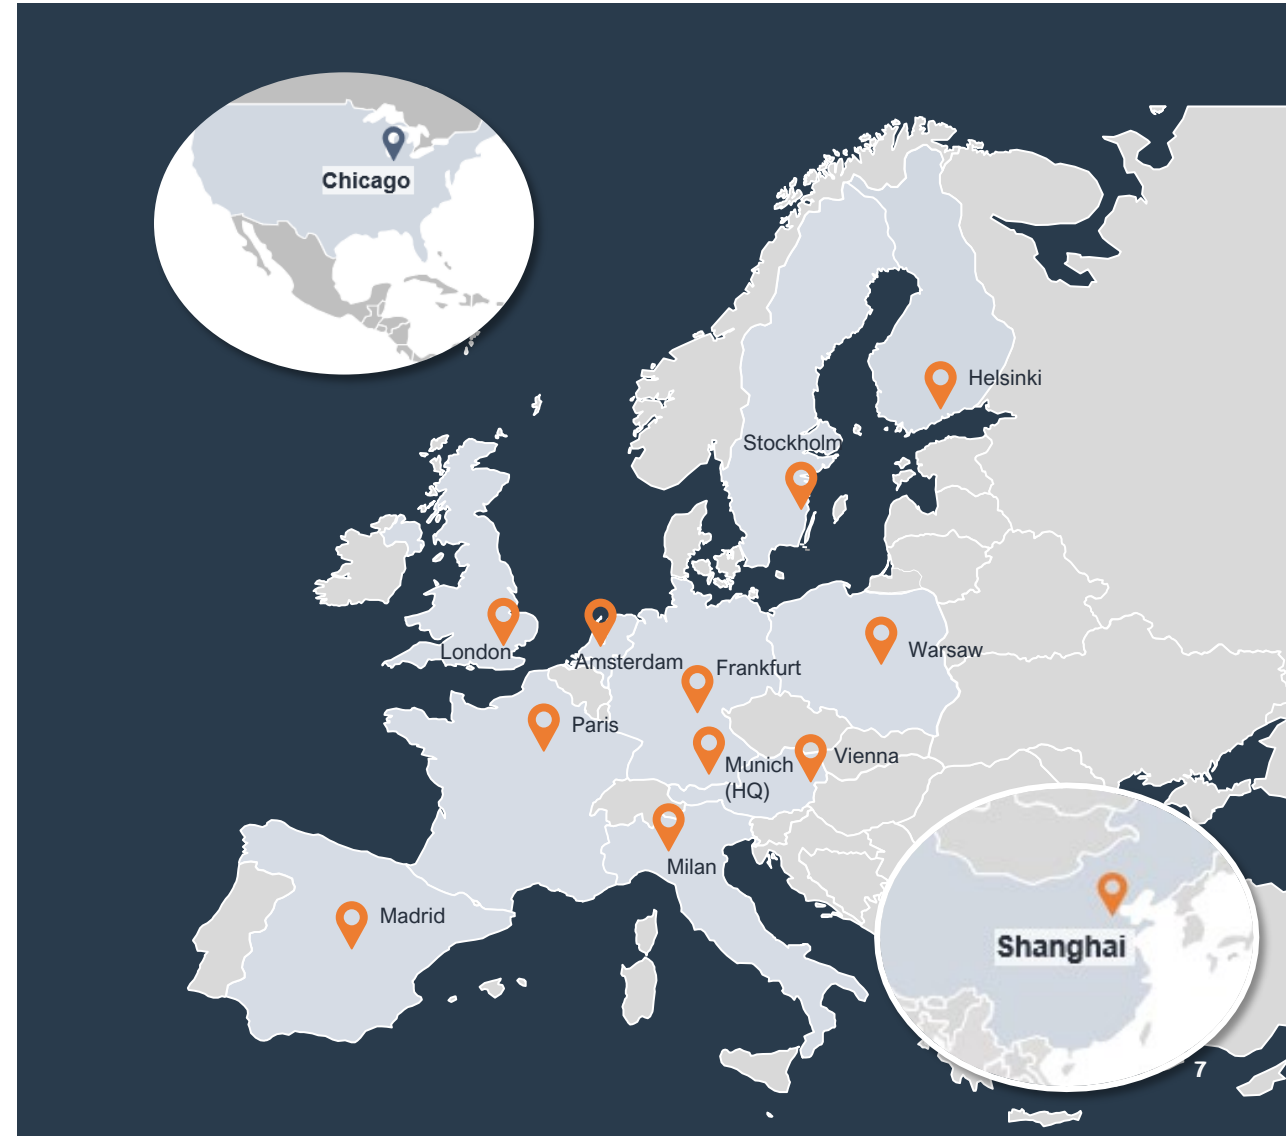 Chicago
Helsinki
Stockholm
London
Amsterdam
Frankfurt
Warsaw
Paris
Munich
(HQ)
Vienna
Milan
Madrid
Shanghai
7